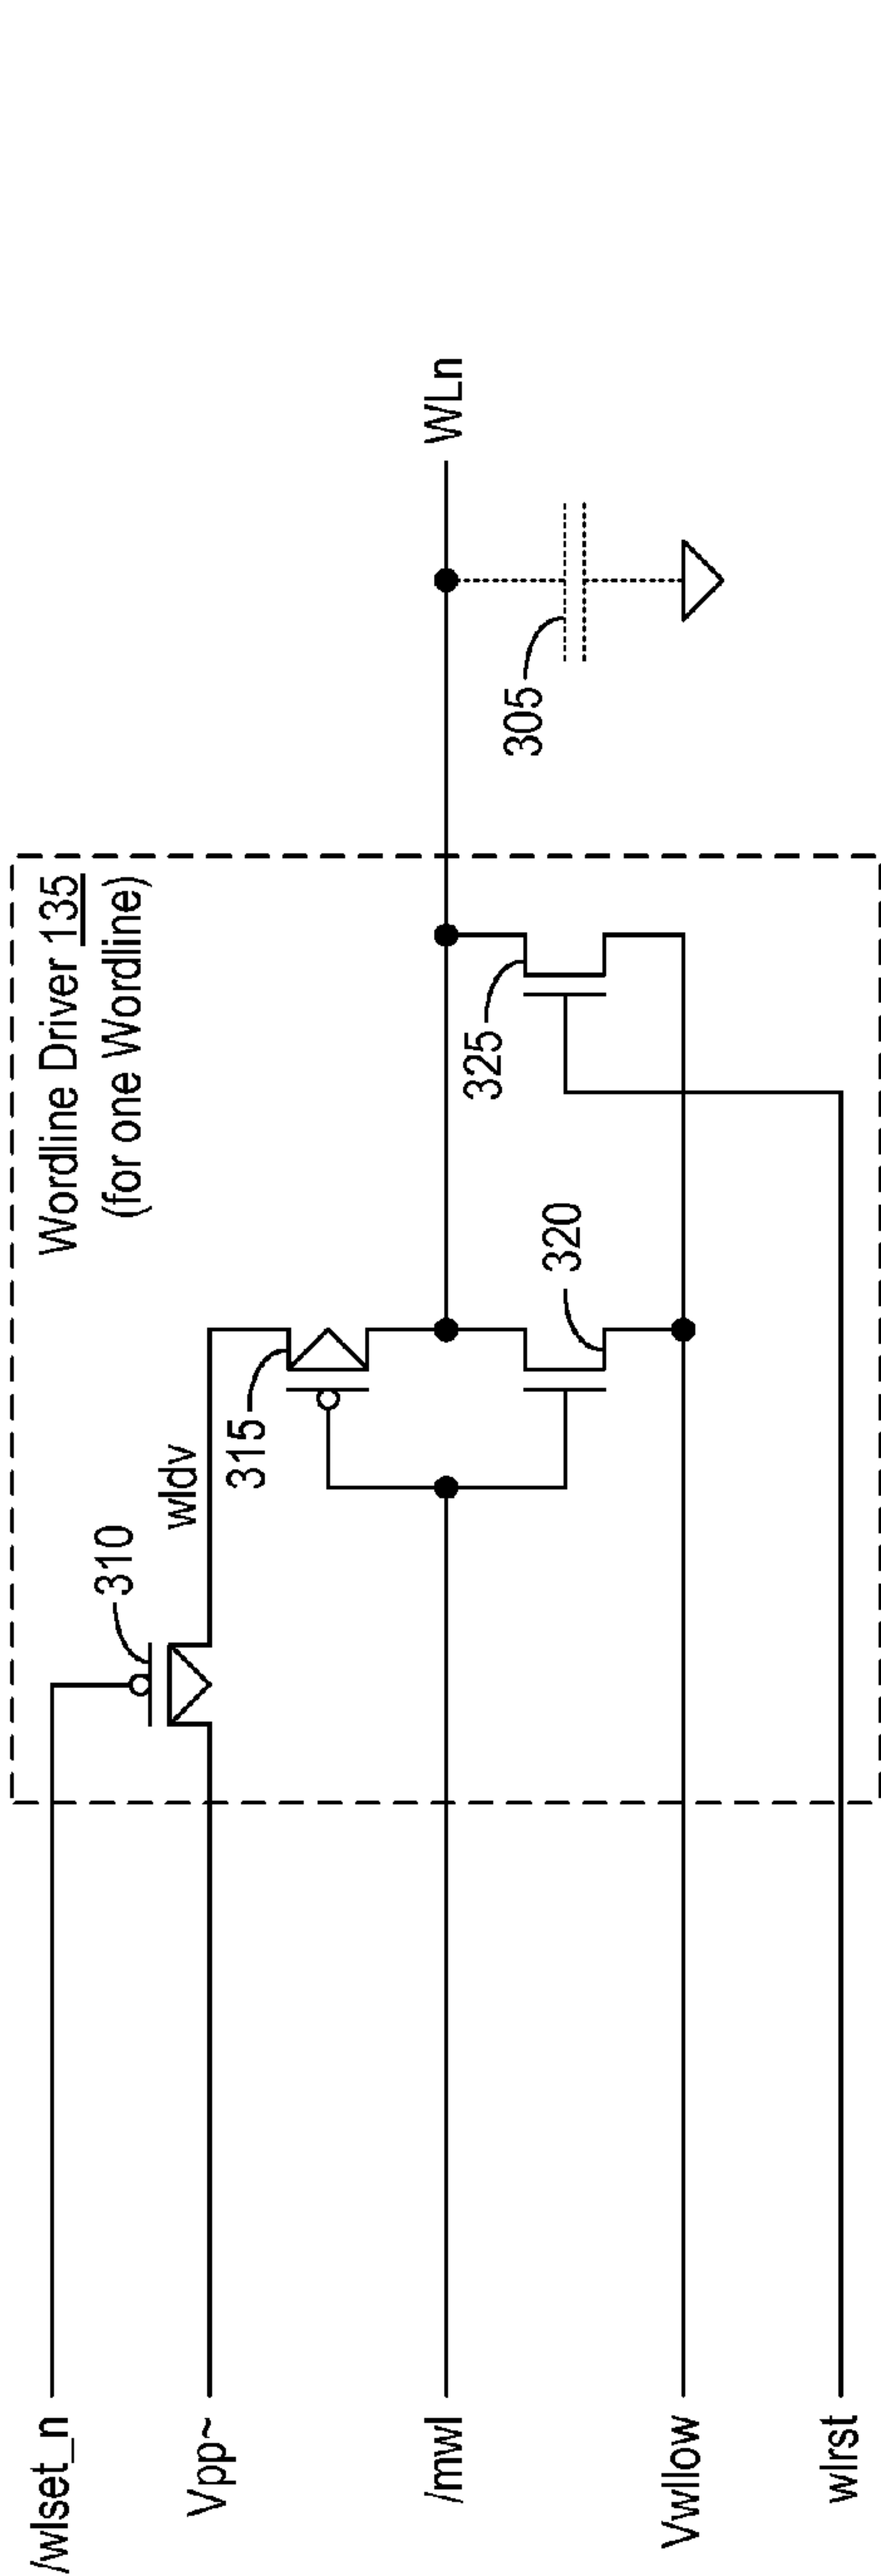 Wordline Driver 135
(for one Wordline)
/wlset_n
310
Vpp~
wldv
315
/mwl
WLn
325
305
320
Vwllow
wlrst